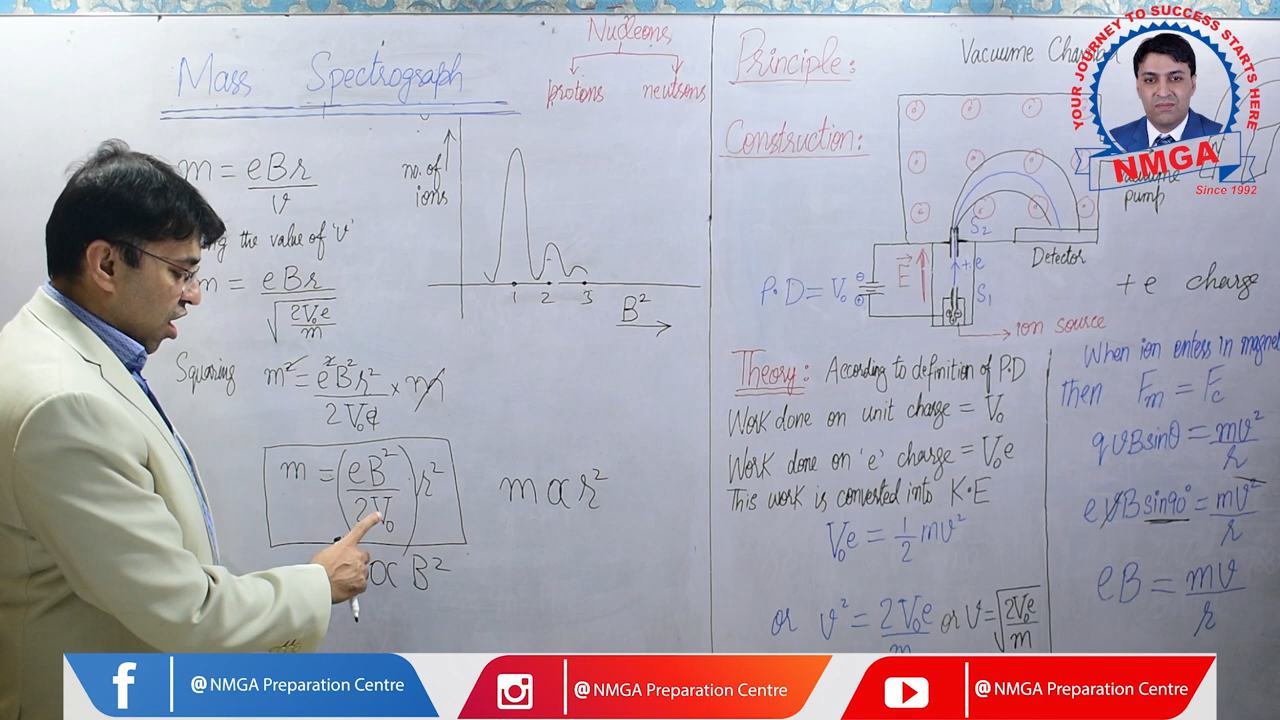 Mass Spectrograph
m = eBr/v
the value of 'v'
m = eBr/√(2V₀e/m)
Squaring m² = e²B²r²/2V₀e × m
m = (eB²/2V₀) r²
∝ B²
m ∝ r²
no. of
ions
1 2 3
B²
Nucleons
protons neutrons
Principle:
Construction:
Vacuume
pump
S₂
Detector
+e
S₁
E
P.D = V₀
ion source
+e charge
Theory: According to definition of P.D
Work done on unit charge = V₀
Work done on 'e' charge = V₀e
This work is converted into K.E
V₀e = ½mv²
or v² = 2V₀e/m or V = √(2V₀e/m)
When ion enters in magnet
then Fm = Fc
qvBsinθ = mv²/r
evBsin90° = mv²/r
eB = mv/r
YOUR JOURNEY TO SUCCESS STARTS HERE
NMGA
Since 1992
@NMGA Preparation Centre
@NMGA Preparation Centre
@NMGA Preparation Centre